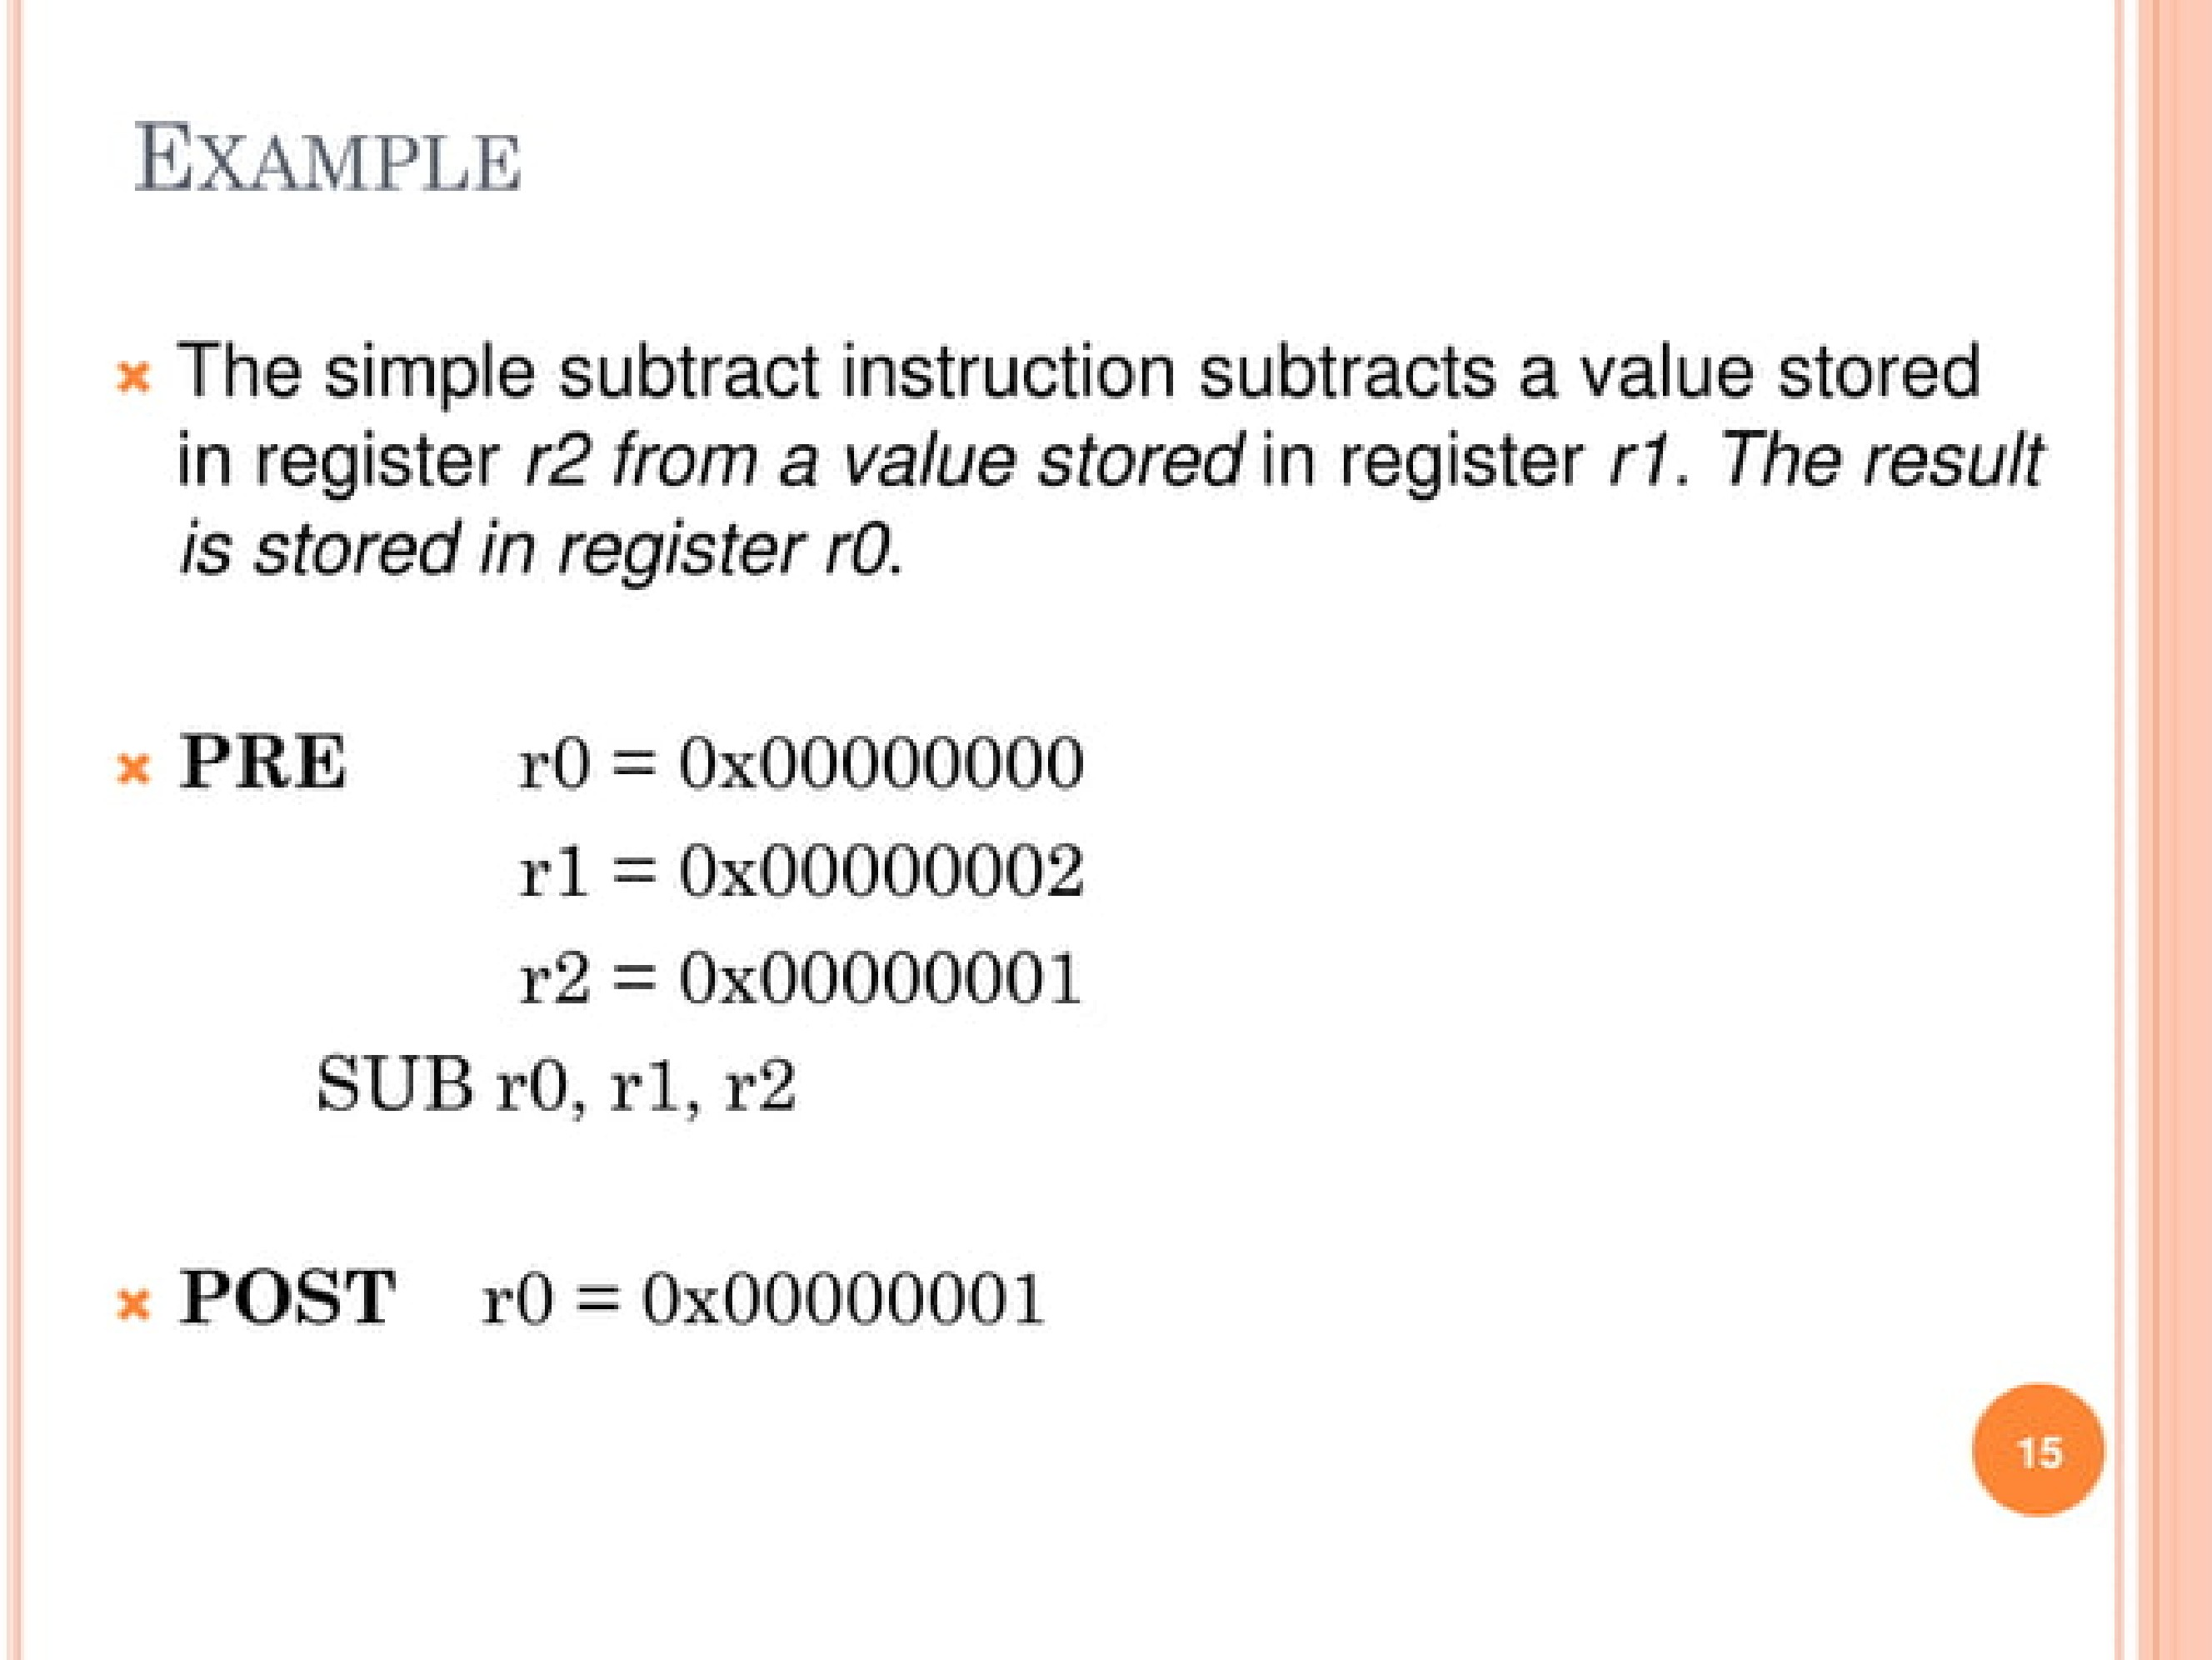 EXAMPLE
The simple subtract instruction subtracts a value stored
in register r2 from a value stored in register r1. The result
is stored in register r0.
PRE r0 = 0x00000000
r1 = 0x00000002
r2 = 0x00000001
SUB r0, r1, r2
POST r0 = 0x00000001
15